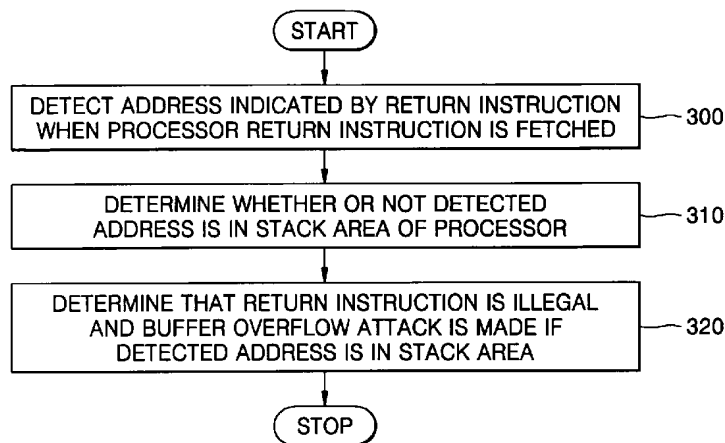 START
DETECT ADDRESS INDICATED BY RETURN INSTRUCTION
WHEN PROCESSOR RETURN INSTRUCTION IS FETCHED
300
DETERMINE WHETHER OR NOT DETECTED
ADDRESS IS IN STACK AREA OF PROCESSOR
310
DETERMINE THAT RETURN INSTRUCTION IS ILLEGAL
AND BUFFER OVERFLOW ATTACK IS MADE IF
DETECTED ADDRESS IS IN STACK AREA
320
STOP